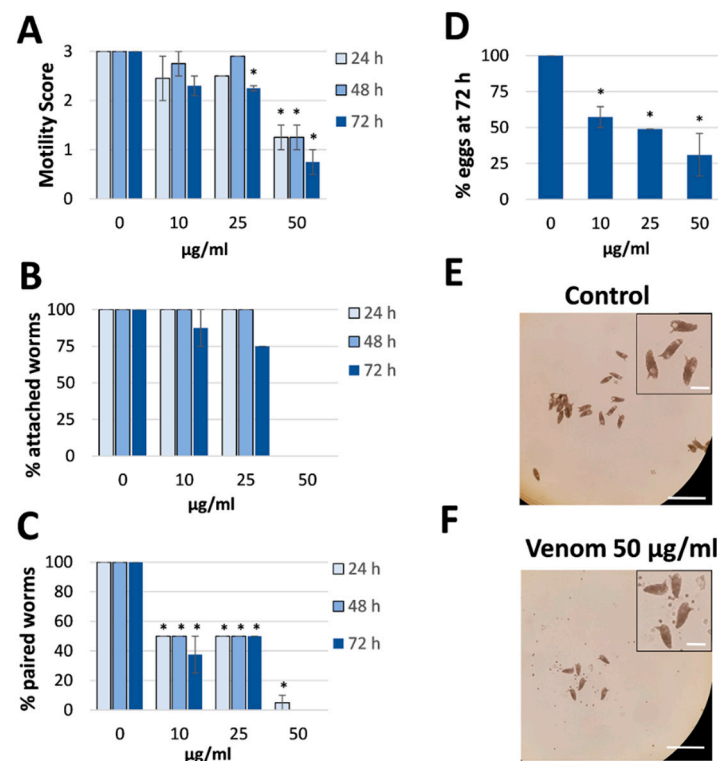 A
Motility Score
3
2
1
0
* * * *
0 10 25 50
µg/ml
24 h
48 h
72 h
B
% attached worms
100
75
50
25
0
0 10 25 50
µg/ml
24 h
48 h
72 h
C
% paired worms
100
80
60
40
20
0
* * * * * * *
0 10 25 50
µg/ml
24 h
48 h
72 h
D
% eggs at 72 h
100
75
50
25
0
* * *
0 10 25 50
µg/ml
E
Control
F
Venom 50 µg/ml